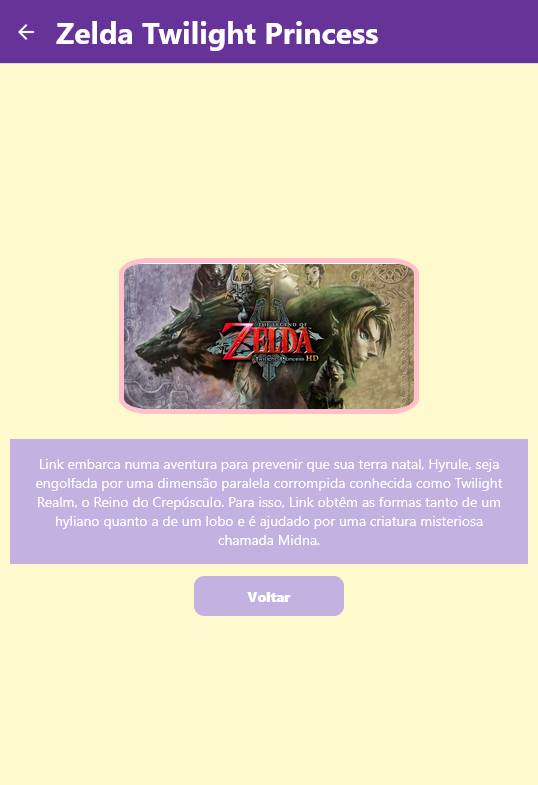 Zelda Twilight Princess
THE LEGEND OF
ZELDA
Twilight Princess HD
Link embarca numa aventura para prevenir que sua terra natal, Hyrule, seja
engolfada por uma dimensão paralela corrompida conhecida como Twilight
Realm, o Reino do Crepúsculo. Para isso, Link obtêm as formas tanto de um
hyliano quanto a de um lobo e é ajudado por uma criatura misteriosa
chamada Midna.
Voltar